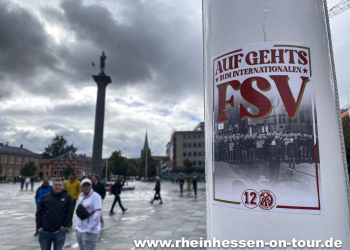 AUF GEHTS
ZUM INTERNATIONALEN
FSV
12
www.rheinhessen-on-tour.de